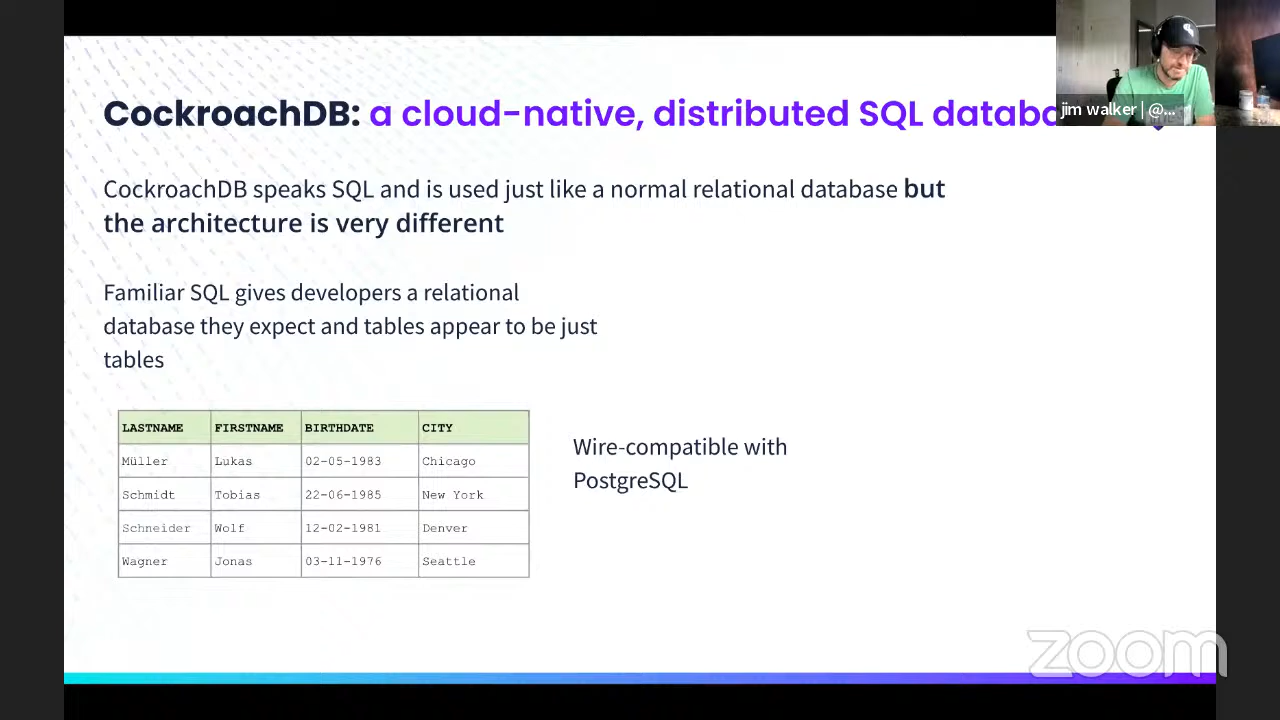 CockroachDB: a cloud-native, distributed SQL databa
jim walker | @...
CockroachDB speaks SQL and is used just like a normal relational database but
the architecture is very different
Familiar SQL gives developers a relational
database they expect and tables appear to be just
tables
LASTNAME FIRSTNAME BIRTHDATE CITY
Müller Lukas 02-05-1983 Chicago
Schmidt Tobias 22-06-1985 New York
Schneider Wolf 12-02-1981 Denver
Wagner Jonas 03-11-1976 Seattle
Wire-compatible with
PostgreSQL
zoom